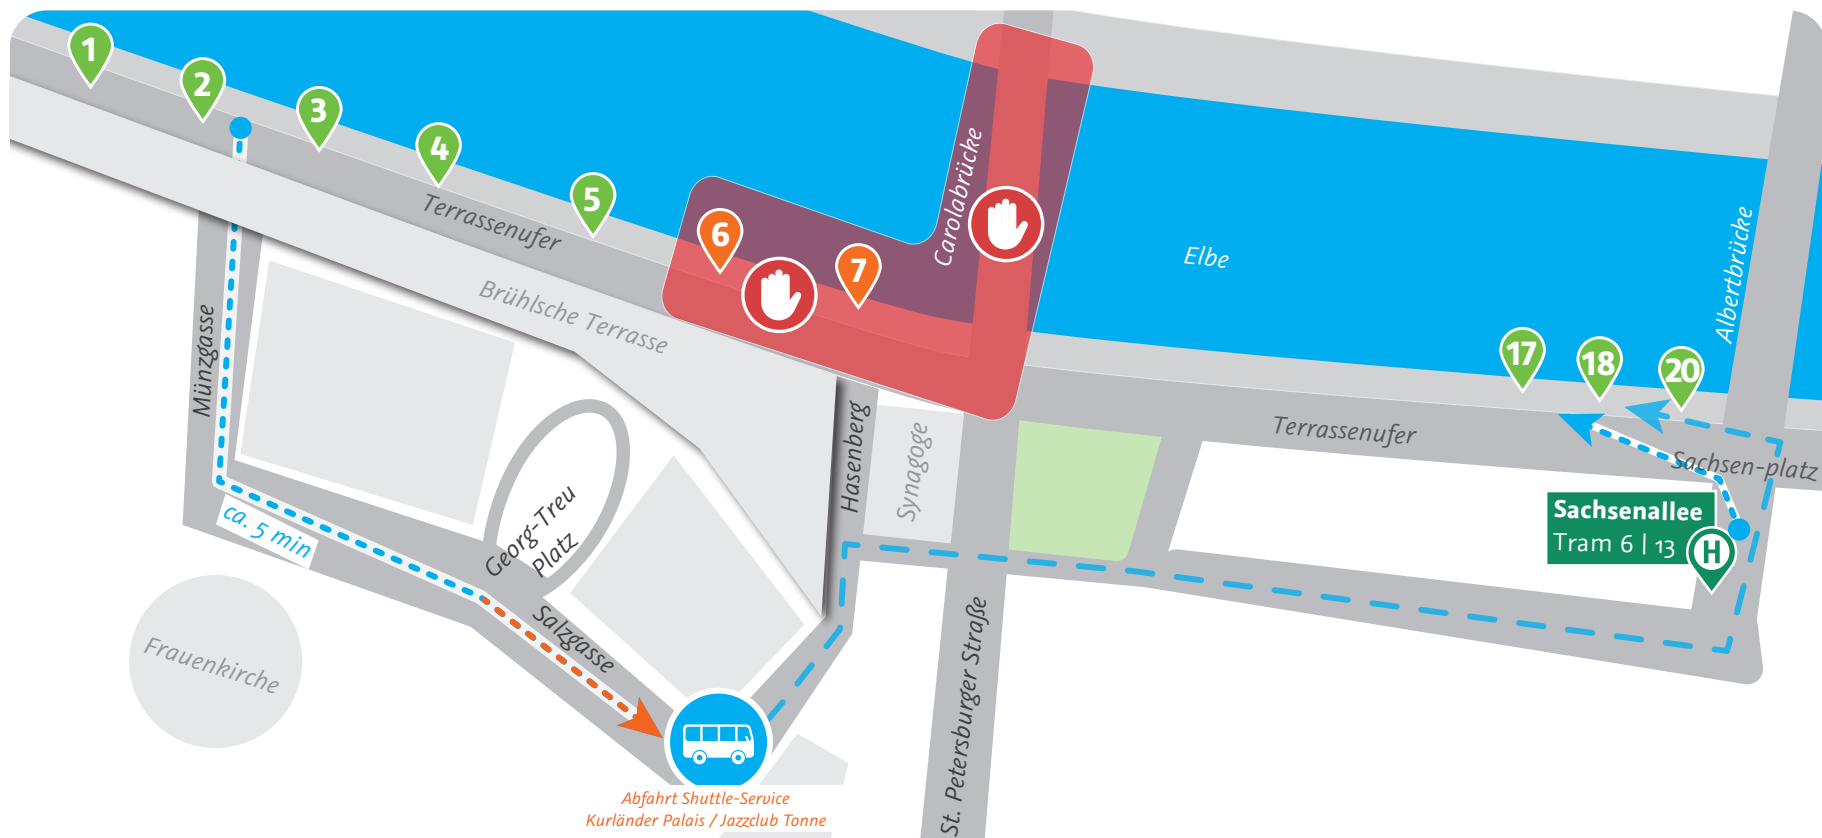 1
2
3
4
5
6
7
17
18
20
Terrassenufer
Brühlsche Terrasse
Carolabrücke
Elbe
Albertbrücke
Münzgasse
Hasenberg
Synagoge
Terrassenufer
Sachsen-platz
Sachsenallee
Tram 6 | 13
H
ca. 5 min
Georg-Treu
Platz
Salzgasse
Frauenkirche
St. Petersburger Straße
Abfahrt Shuttle-Service
Kurländer Palais / Jazzclub Tonne